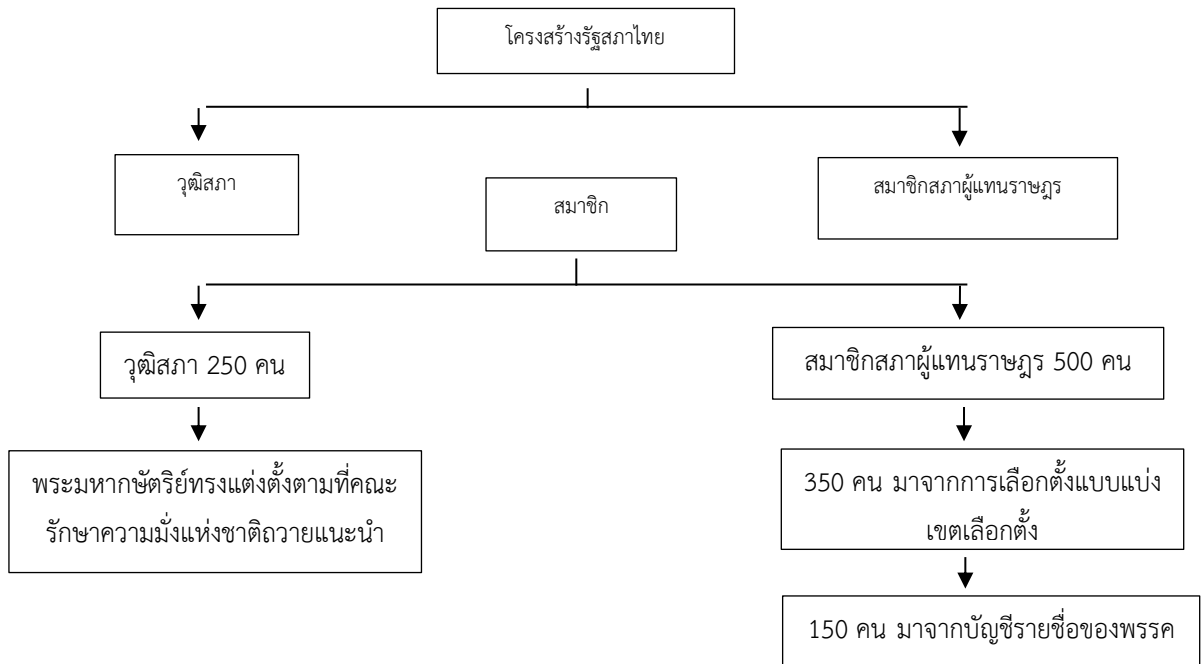 โครงสร้างรัฐสภาไทย
วุฒิสภา
สมาชิก
สมาชิกสภาผู้แทนราษฎร
วุฒิสภา 250 คน
สมาชิกสภาผู้แทนราษฎร 500 คน
พระมหากษัตริย์ทรงแต่งตั้งตามที่คณะ
รักษาความมั่งแห่งชาติถวายแนะนำ
350 คน มาจากการเลือกตั้งแบบแบ่ง
เขตเลือกตั้ง
150 คน มาจากบัญชีรายชื่อของพรรค